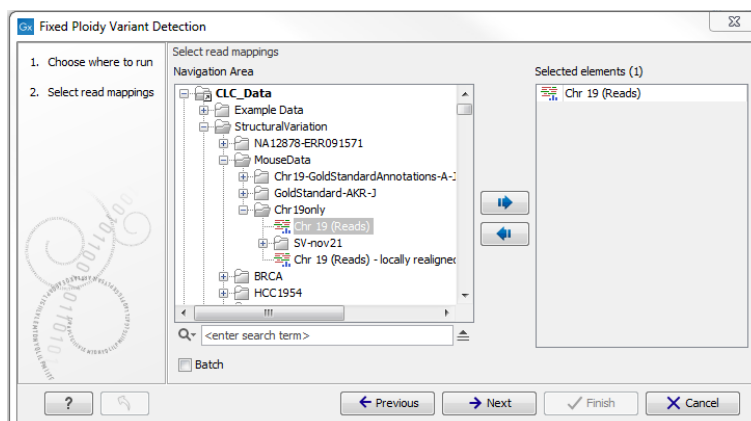 Gx Fixed Ploidy Variant Detection
1. Choose where to run
2. Select read mappings
Select read mappings
Navigation Area
CLC_Data
Example Data
StructuralVariation
NA12878-ERR091571
MouseData
Chr19-GoldStandardAnnotations-A-J
GoldStandard-AKR-J
Chr19only
Chr 19 (Reads)
SV-nov21
Chr 19 (Reads) - locally realigned
BRCA
HCC1954
<enter search term>
Batch
Selected elements (1)
Chr 19 (Reads)
?
Previous
Next
Finish
Cancel